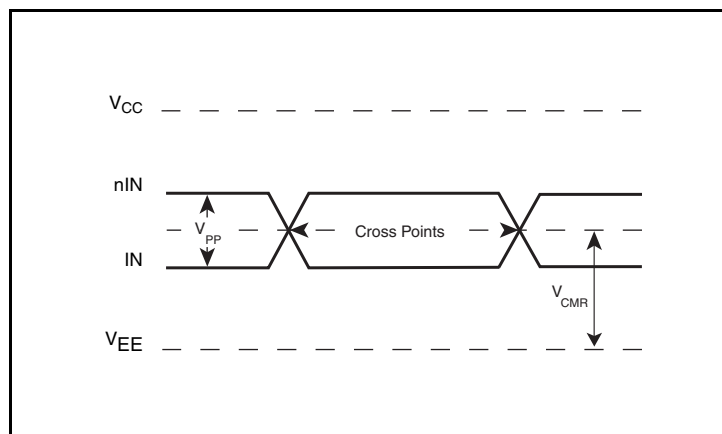 VCC
nIN
VPP
Cross Points
IN
VCMR
VEE